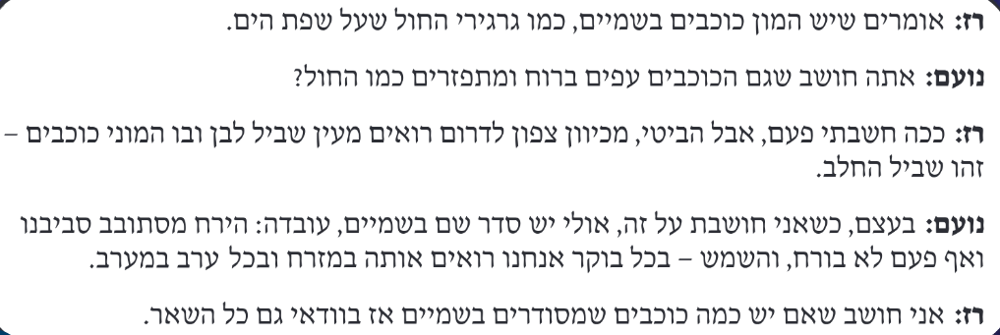 רז: אומרים שיש המון כוכבים בשמיים, כמו גרגירי החול שעל שפת הים.
נועם: אתה חושב שגם הכוכבים עפים ברוח ומתפזרים כמו החול?
רז: ככה חשבתי פעם, אבל הביטי, מכיוון צפון לדרום רואים מעין שביל לבן ובו המוני כוכבים –
זהו שביל החלב.
נועם: בעצם, כשאני חושבת על זה, אולי יש סדר שם בשמיים, עובדה: הירח מסתובב סביבנו
ואף פעם לא בורח, והשמש – בכל בוקר אנחנו רואים אותה במזרח ובכל ערב במערב.
רז: אני חושב שאם יש כמה כוכבים שמסודרים בשמיים אז בוודאי גם כל השאר.